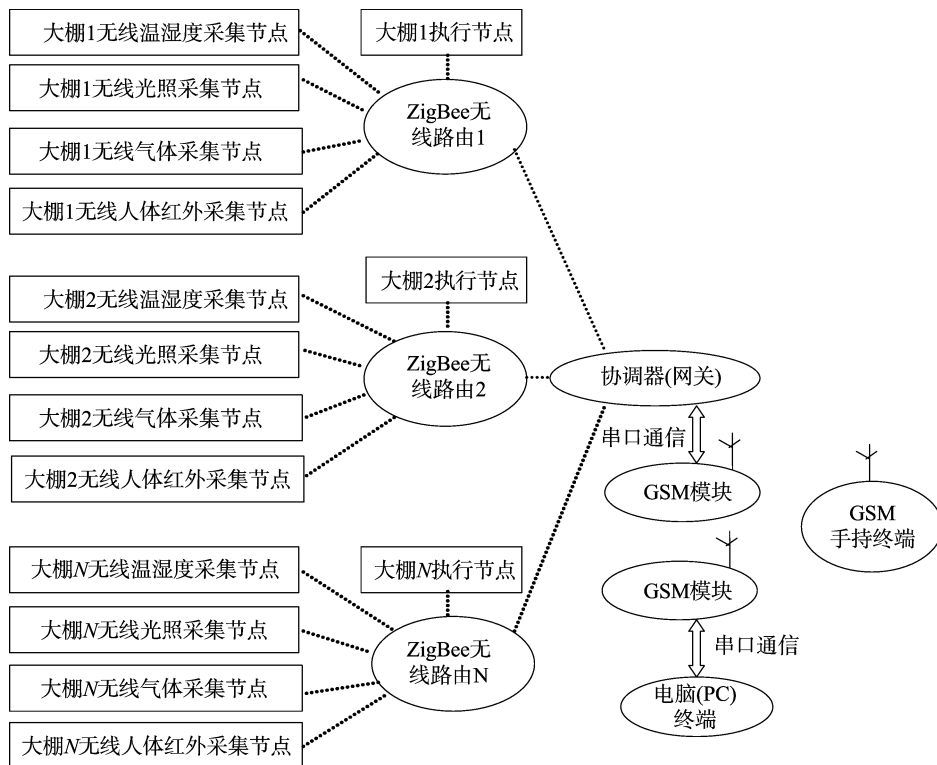 大棚1无线温湿度采集节点
大棚1无线光照采集节点
大棚1无线气体采集节点
大棚1无线人体红外采集节点
大棚1执行节点
ZigBee无
线路由1
大棚2无线温湿度采集节点
大棚2无线光照采集节点
大棚2无线气体采集节点
大棚2无线人体红外采集节点
大棚2执行节点
ZigBee无
线路由2
大棚N无线温湿度采集节点
大棚N无线光照采集节点
大棚N无线气体采集节点
大棚N无线人体红外采集节点
大棚N执行节点
ZigBee无
线路由N
协调器(网关)
串口通信
GSM模块
GSM
手持终端
GSM模块
串口通信
电脑(PC)
终端